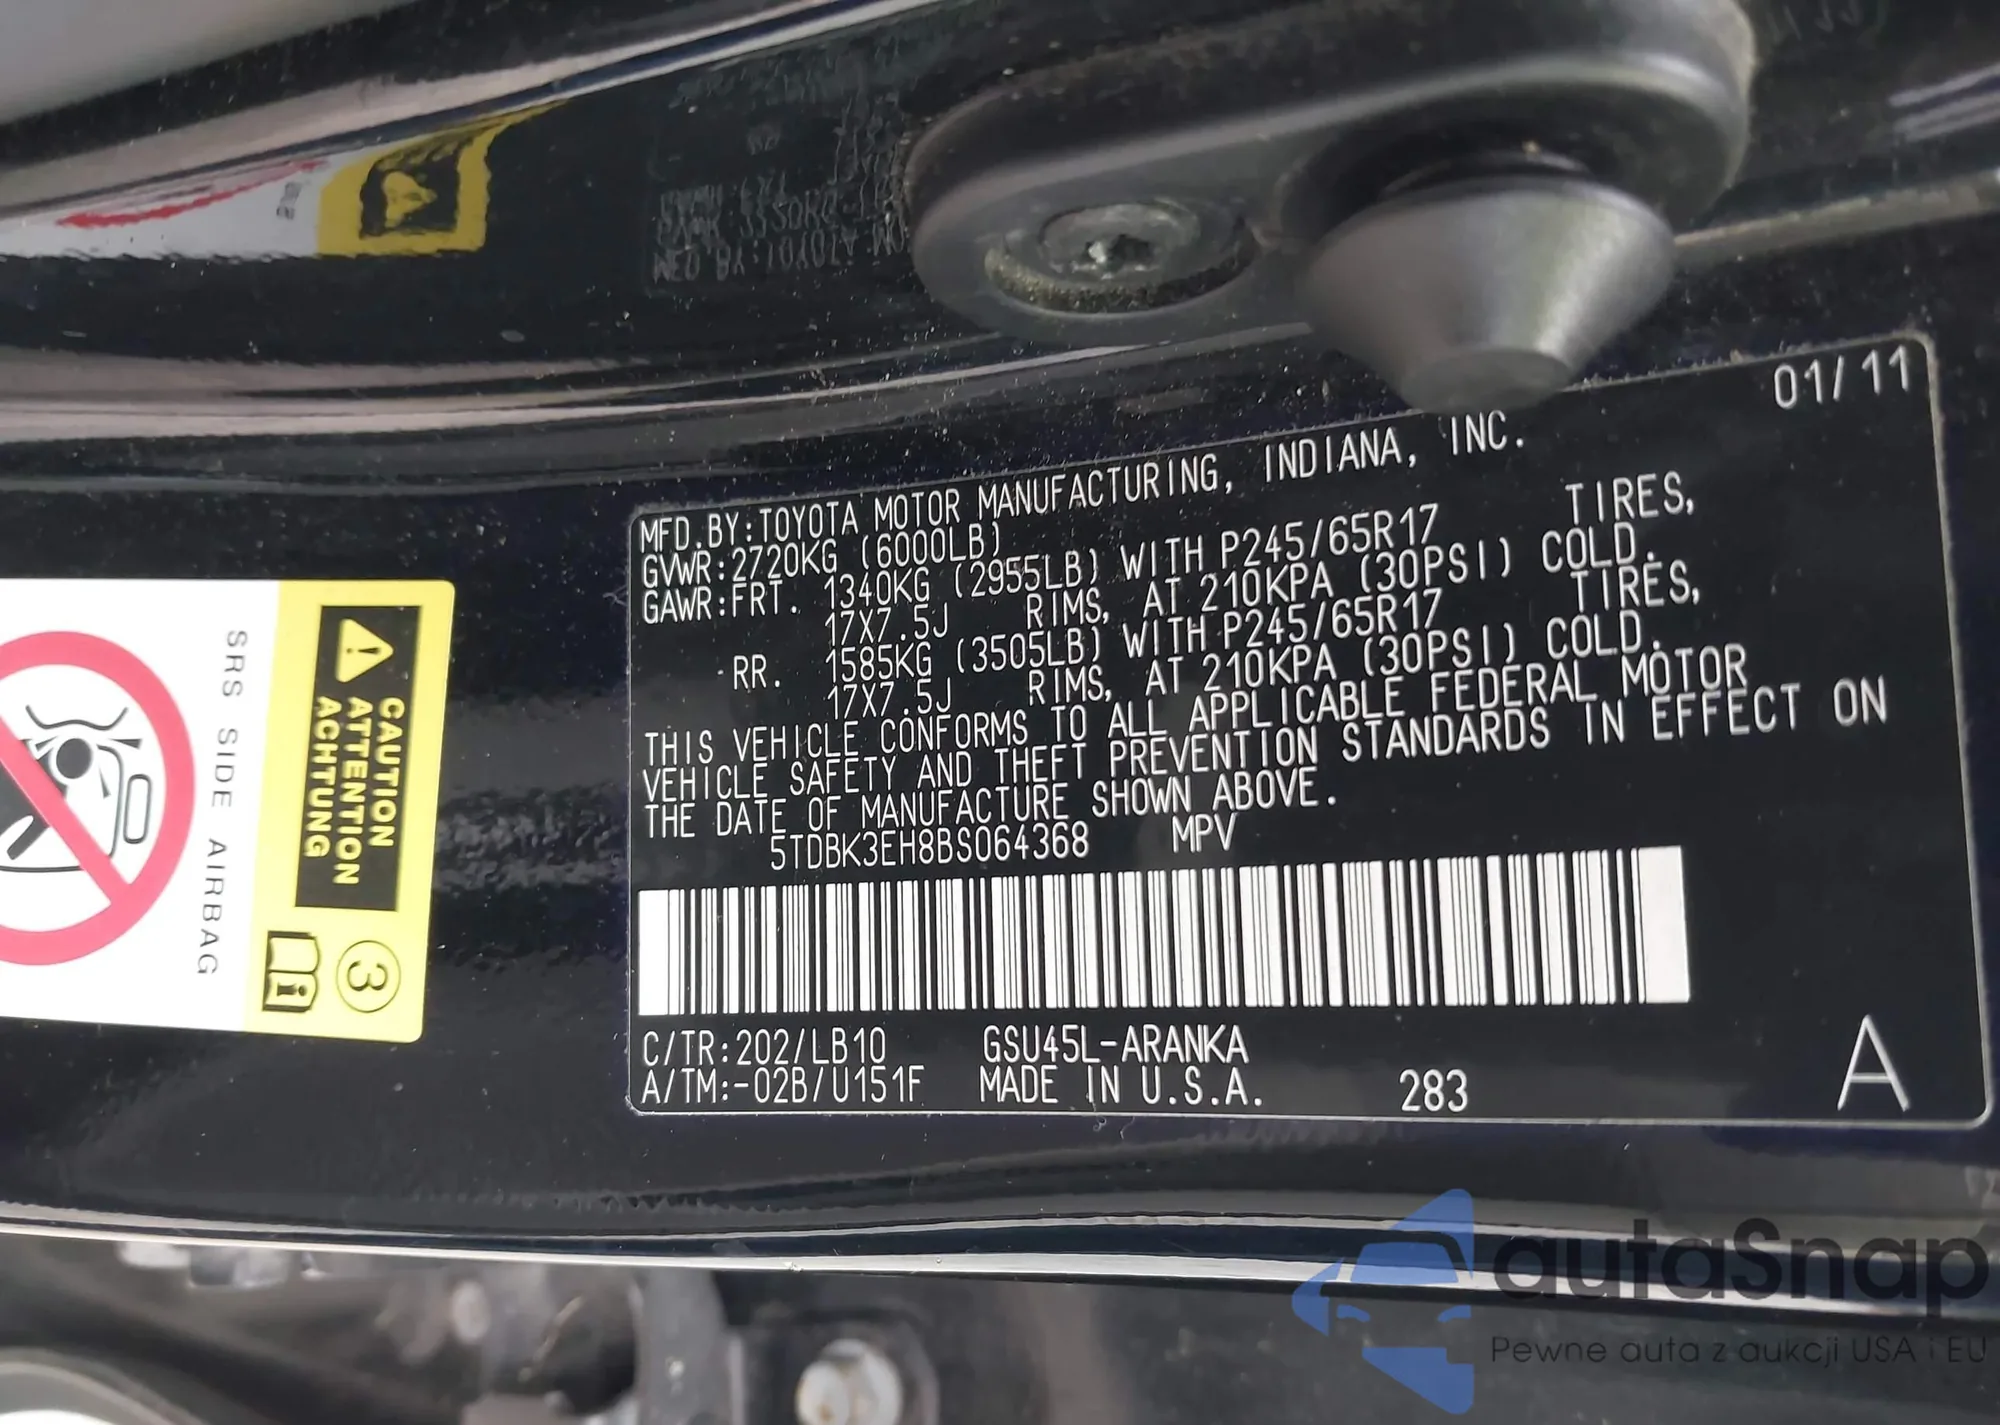 01/11
MFD.BY:TOYOTA MOTOR MANUFACTURING, INDIANA, INC.
GVWR:2720KG (6000LB)
GAWR:FRT. 1340KG (2955LB) WITH P245/65R17 TIRES,
17X7.5J RIMS, AT 210KPA (30PSI) COLD.
RR. 1585KG (3505LB) WITH P245/65R17 TIRES,
17X7.5J RIMS, AT 210KPA (30PSI) COLD.
THIS VEHICLE CONFORMS TO ALL APPLICABLE FEDERAL MOTOR
VEHICLE SAFETY AND THEFT PREVENTION STANDARDS IN EFFECT ON
THE DATE OF MANUFACTURE SHOWN ABOVE.
5TDBK3EH8BS064368 MPV
C/TR:202/LB10 GSU45L-ARANKA
A/TM:-02B/U151F MADE IN U.S.A. 283 A
CAUTION
ATTENTION
ACHTUNG
3
SRS SIDE AIRBAG
autaSnap
Pewne auta z aukcji USA i EU